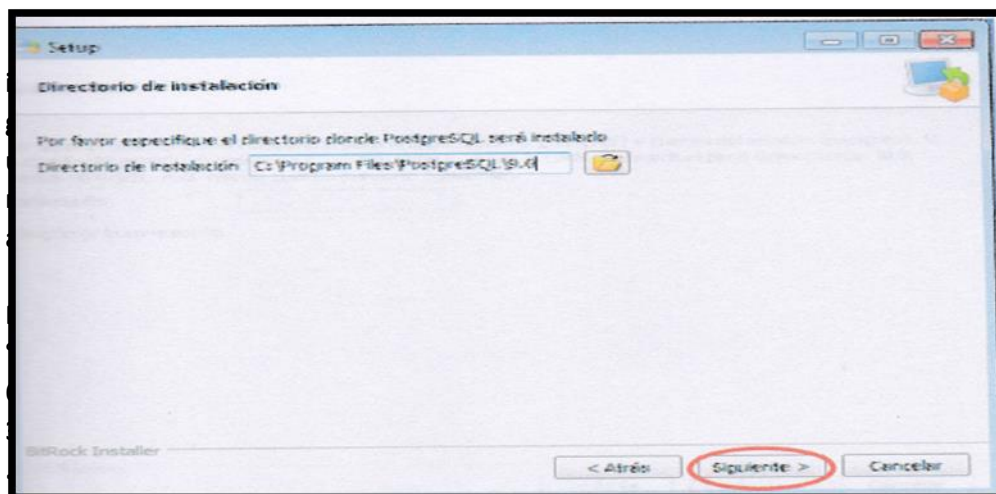 Setup
Directorio de instalación
Por favor especifique el directorio donde PostgreSQL será instalado
Directorio de instalación C:\Program Files\PostgreSQL\9.0
BitRock Installer
< Atrás Siguiente > Cancelar